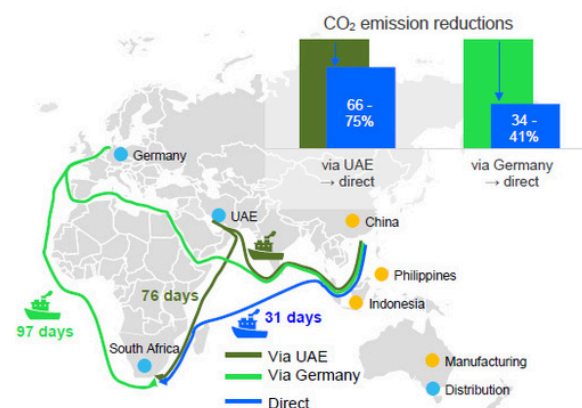 CO₂ emission reductions
66 -
75%
34 -
41%
via UAE
→ direct
via Germany
→ direct
Germany
UAE
China
Philippines
Indonesia
76 days
31 days
97 days
South Africa
Via UAE
Via Germany
Direct
Manufacturing
Distribution